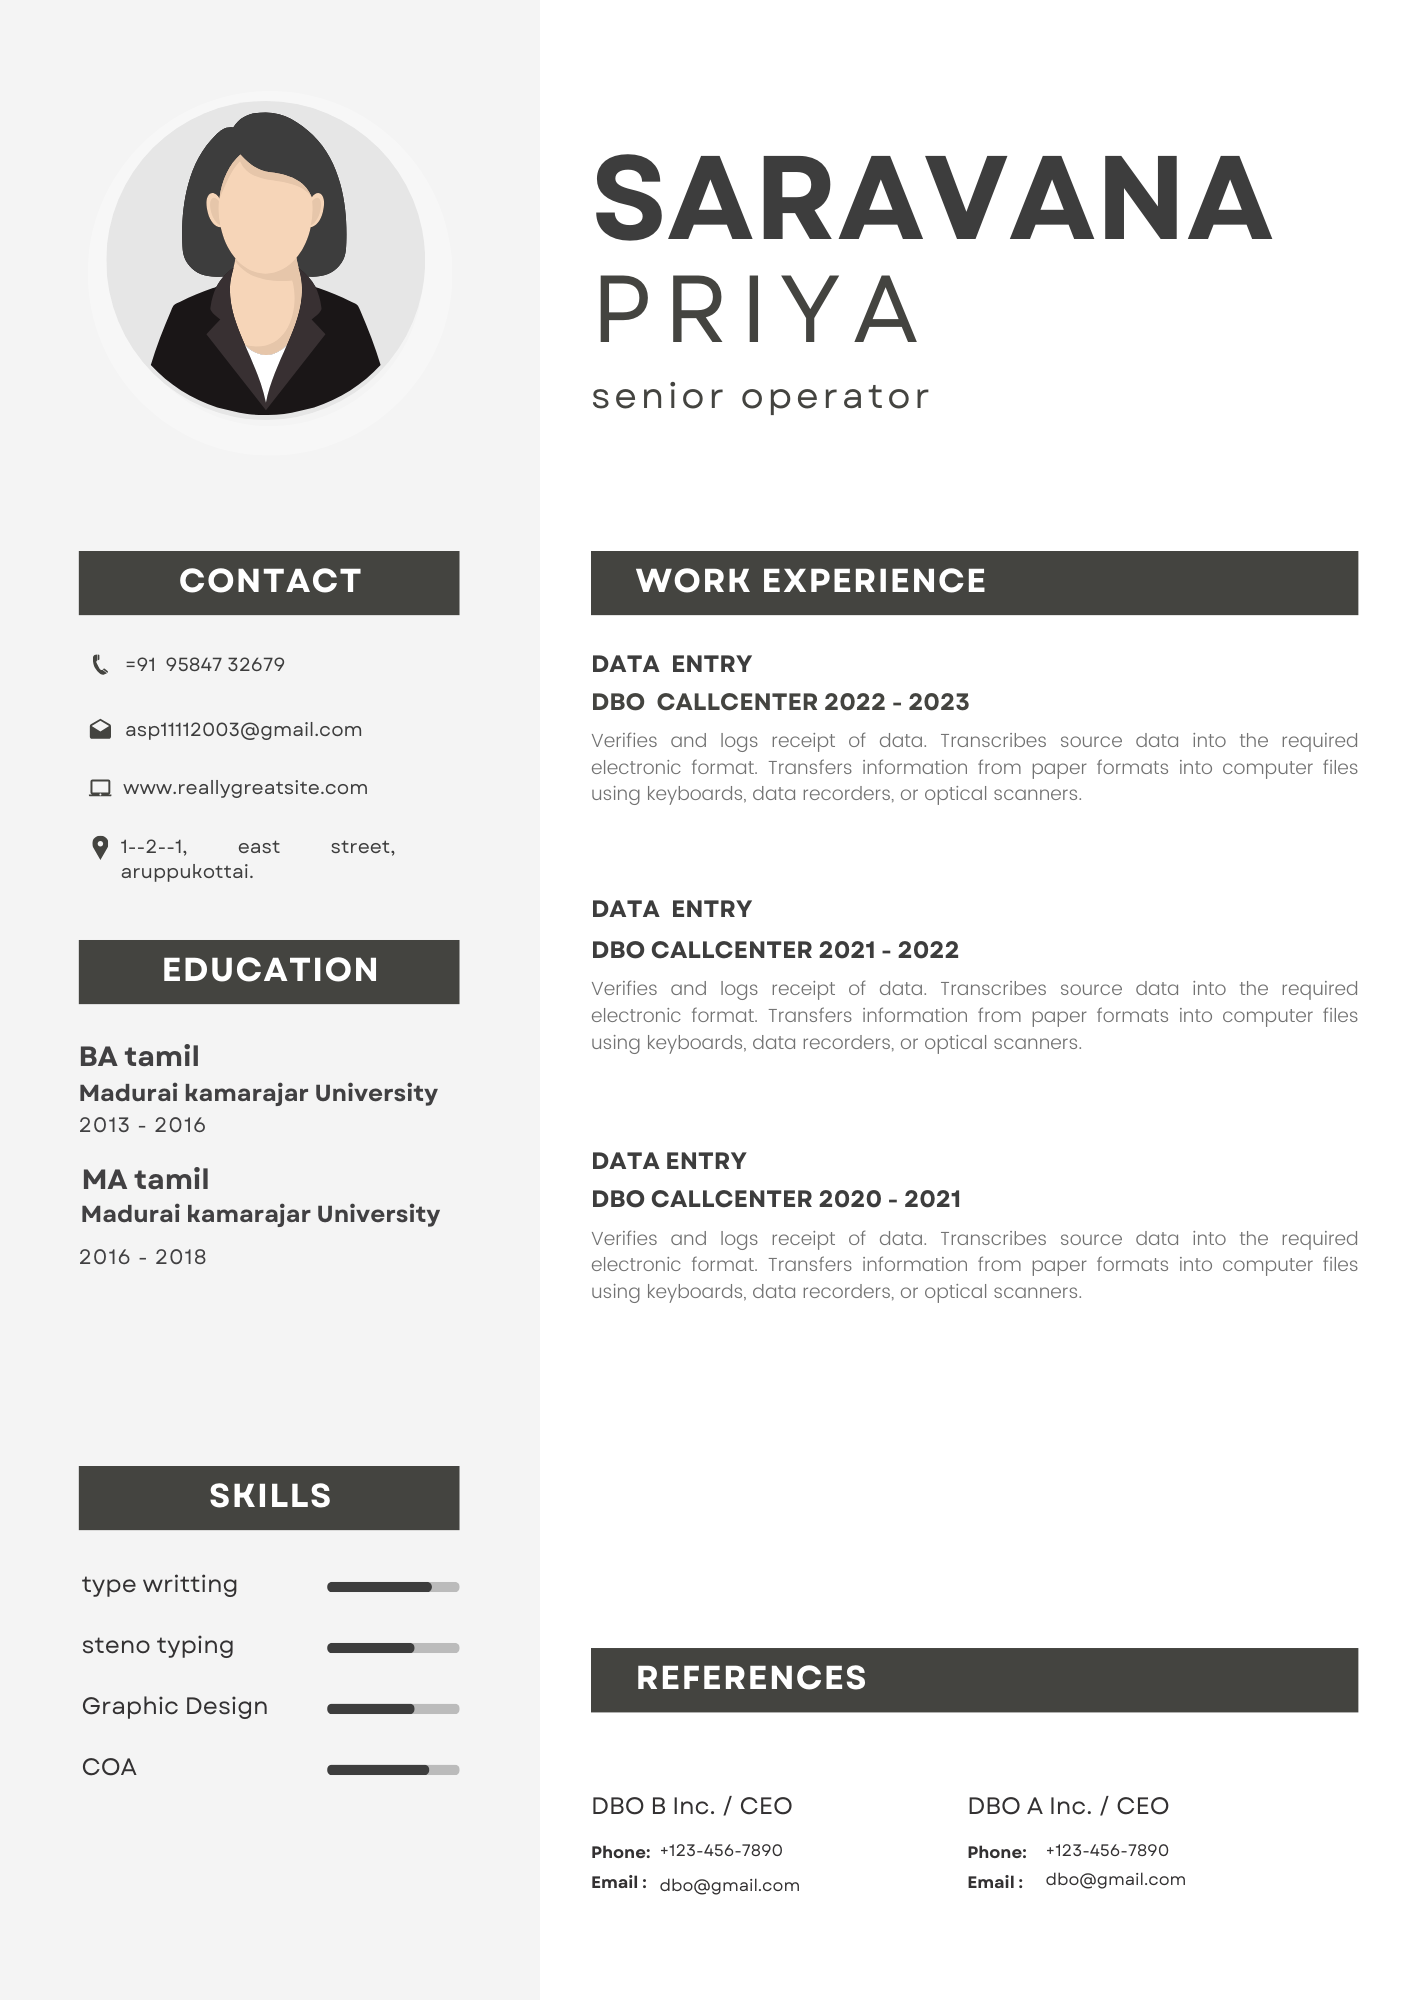 SARAVANA
PRIYA
senior operator
CONTACT
=91 95847 32679
asp11112003@gmail.com
www.reallygreatsite.com
1--2--1, east street,
aruppukottai.
EDUCATION
BA tamil
Madurai kamarajar University
2013 - 2016
MA tamil
Madurai kamarajar University
2016 - 2018
SKILLS
type writting
steno typing
Graphic Design
COA
WORK EXPERIENCE
DATA ENTRY
DBO CALLCENTER 2022 - 2023
Verifies and logs receipt of data. Transcribes source data into the required
electronic format. Transfers information from paper formats into computer files
using keyboards, data recorders, or optical scanners.
DATA ENTRY
DBO CALLCENTER 2021 - 2022
Verifies and logs receipt of data. Transcribes source data into the required
electronic format. Transfers information from paper formats into computer files
using keyboards, data recorders, or optical scanners.
DATA ENTRY
DBO CALLCENTER 2020 - 2021
Verifies and logs receipt of data. Transcribes source data into the required
electronic format. Transfers information from paper formats into computer files
using keyboards, data recorders, or optical scanners.
REFERENCES
DBO B Inc. / CEO
Phone: +123-456-7890
Email : dbo@gmail.com
DBO A Inc. / CEO
Phone: +123-456-7890
Email : dbo@gmail.com